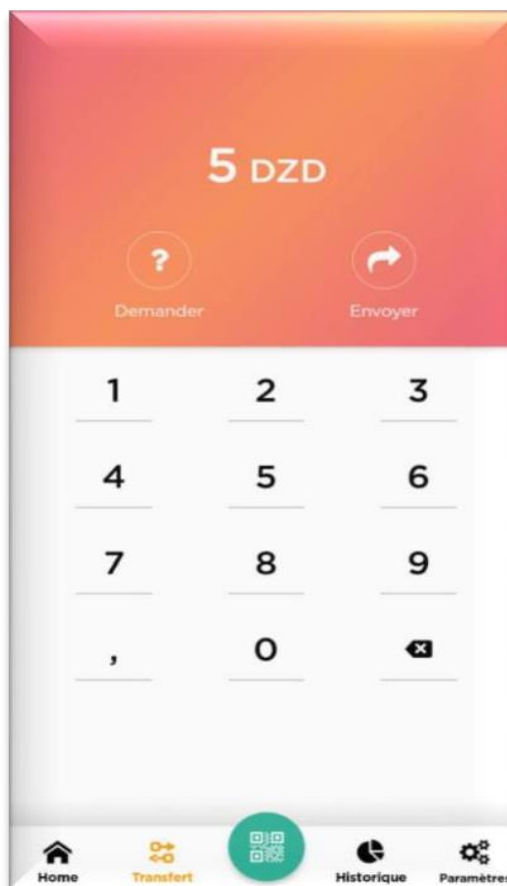 5 DZD
?
Demander Envoyer
1 2 3
4 5 6
7 8 9
, 0
Home Transfert Historique Paramètres